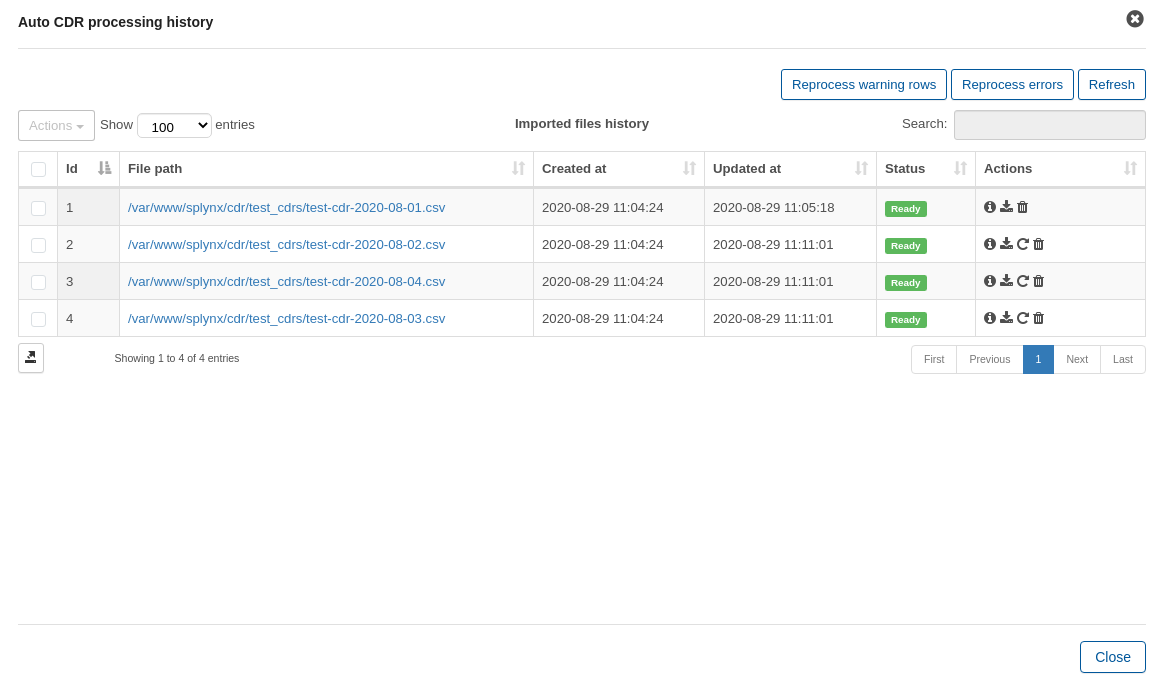 Auto CDR processing history
Reprocess warning rows Reprocess errors Refresh
Actions Show 100 entries Imported files history Search:
Id File path Created at Updated at Status Actions
1 /var/www/splynx/cdr/test_cdrs/test-cdr-2020-08-01.csv 2020-08-29 11:04:24 2020-08-29 11:05:18 Ready
2 /var/www/splynx/cdr/test_cdrs/test-cdr-2020-08-02.csv 2020-08-29 11:04:24 2020-08-29 11:11:01 Ready
3 /var/www/splynx/cdr/test_cdrs/test-cdr-2020-08-04.csv 2020-08-29 11:04:24 2020-08-29 11:11:01 Ready
4 /var/www/splynx/cdr/test_cdrs/test-cdr-2020-08-03.csv 2020-08-29 11:04:24 2020-08-29 11:11:01 Ready
Showing 1 to 4 of 4 entries First Previous 1 Next Last
Close